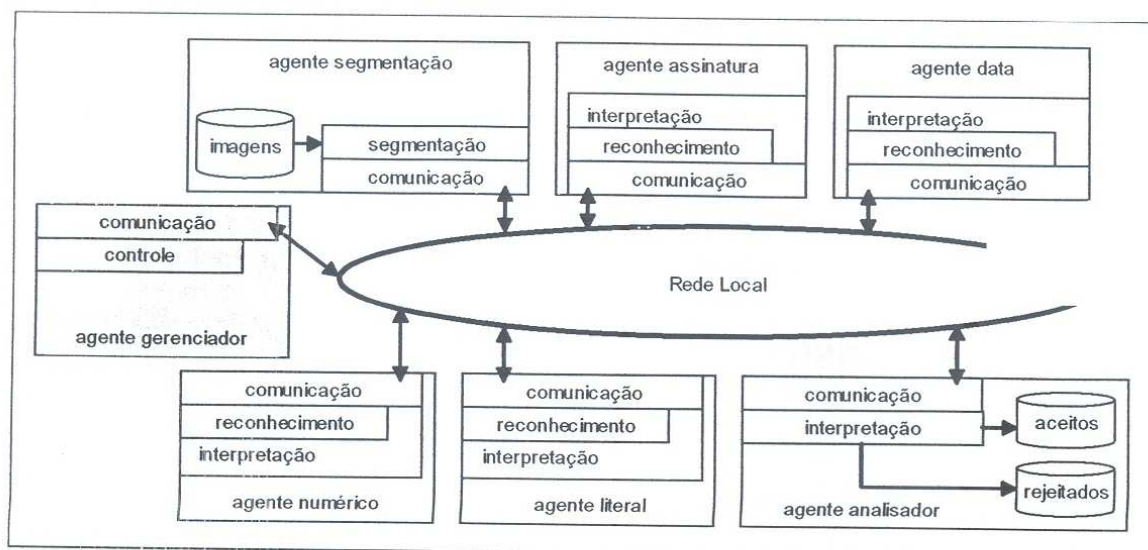 agente segmentação
imagens
segmentação
comunicação
agente assinatura
interpretação
reconhecimento
comunicação
agente data
interpretação
reconhecimento
comunicação
comunicação
controle
agente gerenciador
Rede Local
comunicação
reconhecimento
interpretação
agente numérico
comunicação
reconhecimento
interpretação
agente literal
comunicação
interpretação
aceitos
rejeitados
agente analisador